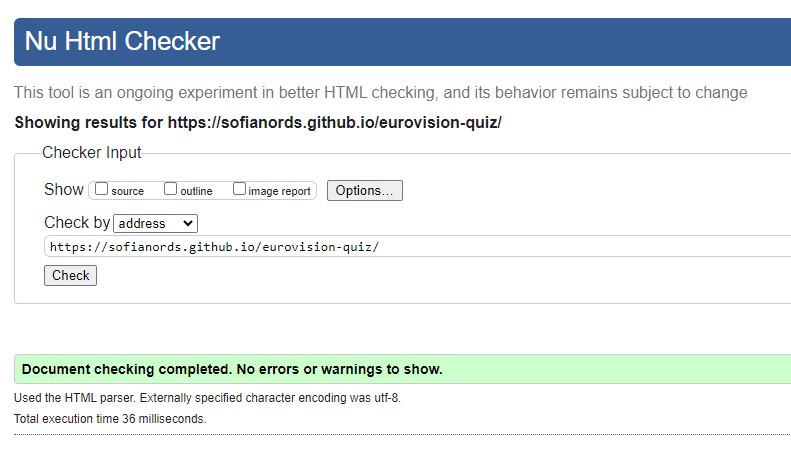 Nu Html Checker
This tool is an ongoing experiment in better HTML checking, and its behavior remains subject to change
Showing results for https://sofianords.github.io/eurovision-quiz/
Checker Input
Show source outline image report Options...
Check by address
https://sofianords.github.io/eurovision-quiz/
Check
Document checking completed. No errors or warnings to show.
Used the HTML parser. Externally specified character encoding was utf-8.
Total execution time 36 milliseconds.